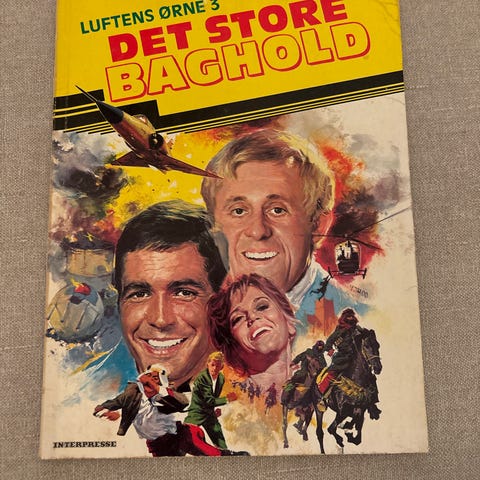 LUFTENS ØRNE 3
DET STORE
BAGHOLD
INTERPRESSE